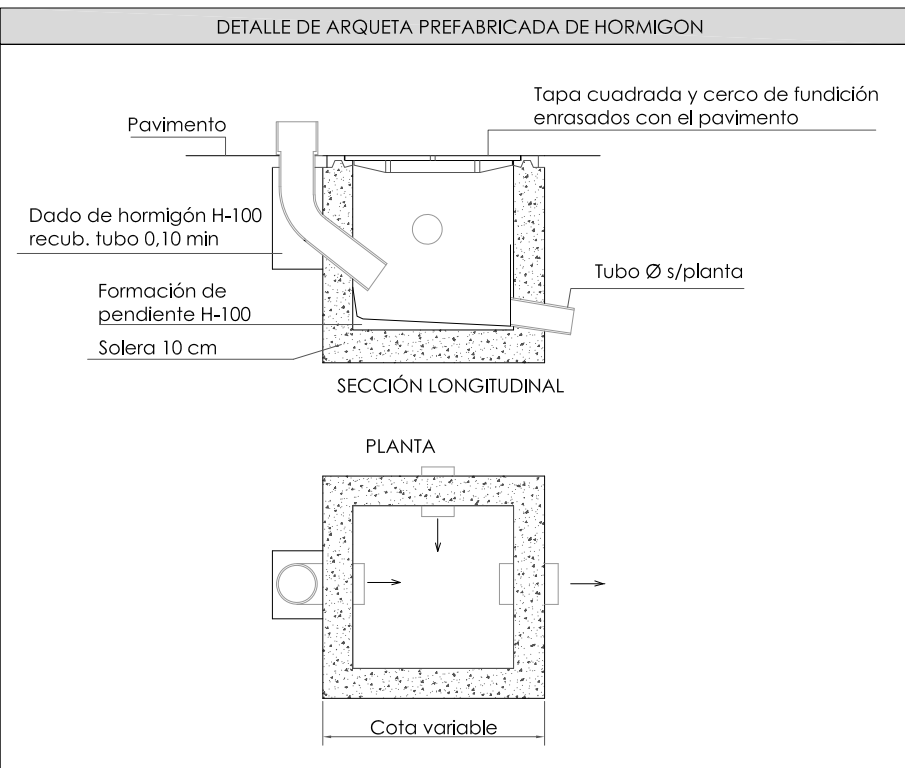 DETALLE DE ARQUETA PREFABRICADA DE HORMIGON
Tapa cuadrada y cerco de fundición
enrasados con el pavimento
Pavimento
Dado de hormigón H-100
recub. tubo 0,10 min
Tubo Ø s/planta
Formación de
pendiente H-100
Solera 10 cm
SECCIÓN LONGITUDINAL
PLANTA
Cota variable